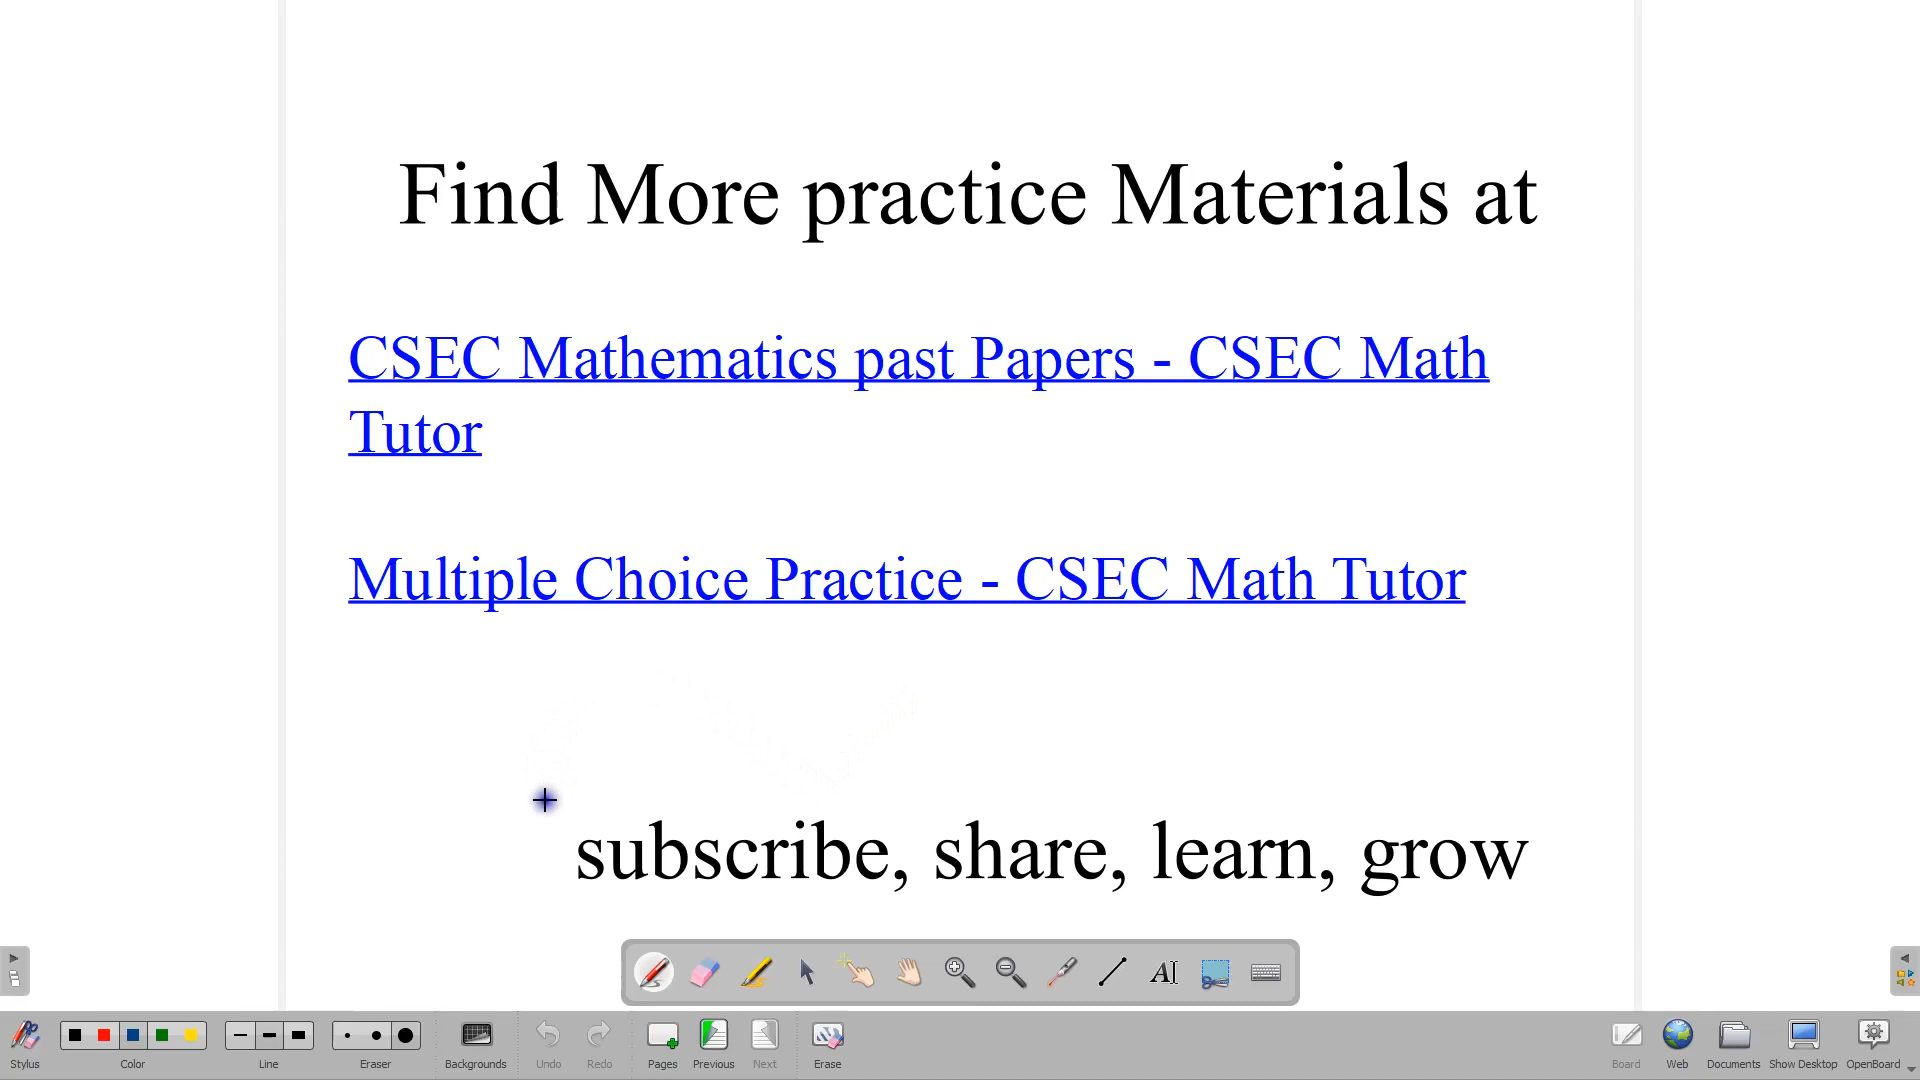 Find More practice Materials at
CSEC Mathematics past Papers - CSEC Math
Tutor
Multiple Choice Practice - CSEC Math Tutor
subscribe, share, learn, grow
AI
Stylus
Color
Line
Eraser
Backgrounds
Undo
Redo
Pages
Previous
Next
Erase
Board
Web
Documents
Show Desktop
OpenBoard